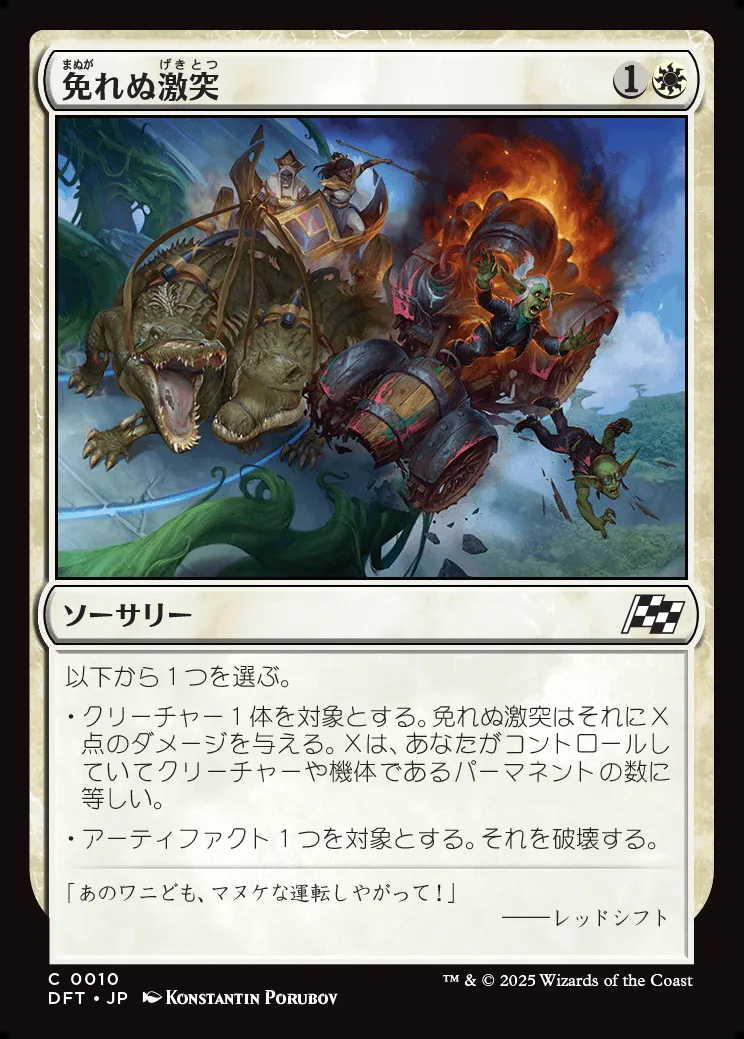 まぬが げきとつ
免れぬ激突
1
ソーサリー
以下から1つを選ぶ。
・クリーチャー1体を対象とする。免れぬ激突はそれにX
点のダメージを与える。Xは、あなたがコントロールし
ていてクリーチャーや機体であるパーマネントの数に
等しい。
・アーティファクト1つを対象とする。それを破壊する。
「あのワニども、マヌケな運転しやがって!」
――レッドシフト
C 0010
DFT • JP Konstantin Porubov
™ & © 2025 Wizards of the Coast